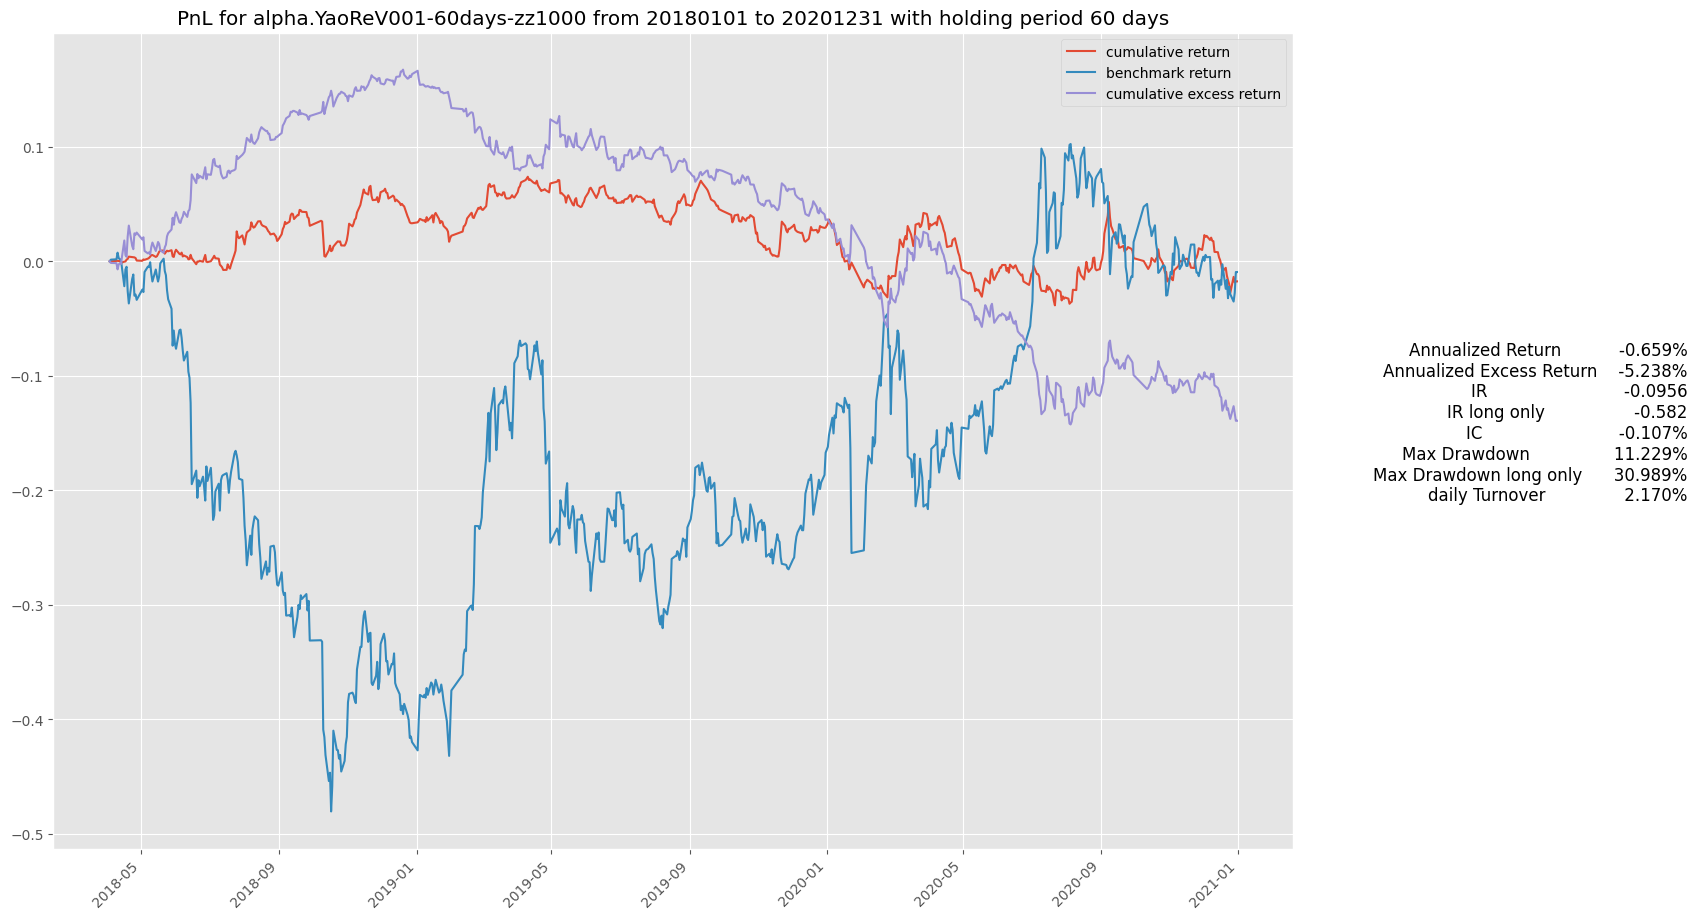 PnL for alpha.YaoReV001-60days-zz1000 from 20180101 to 20201231 with holding period 60 days
cumulative return
benchmark return
cumulative excess return
0.1
0.0
−0.1
−0.2
−0.3
−0.4
−0.5
2018-05
2018-09
2019-01
2019-05
2019-09
2020-01
2020-05
2020-09
2021-01
Annualized Return -0.659%
Annualized Excess Return -5.238%
IR -0.0956
IR long only -0.582
IC -0.107%
Max Drawdown 11.229%
Max Drawdown long only 30.989%
daily Turnover 2.170%